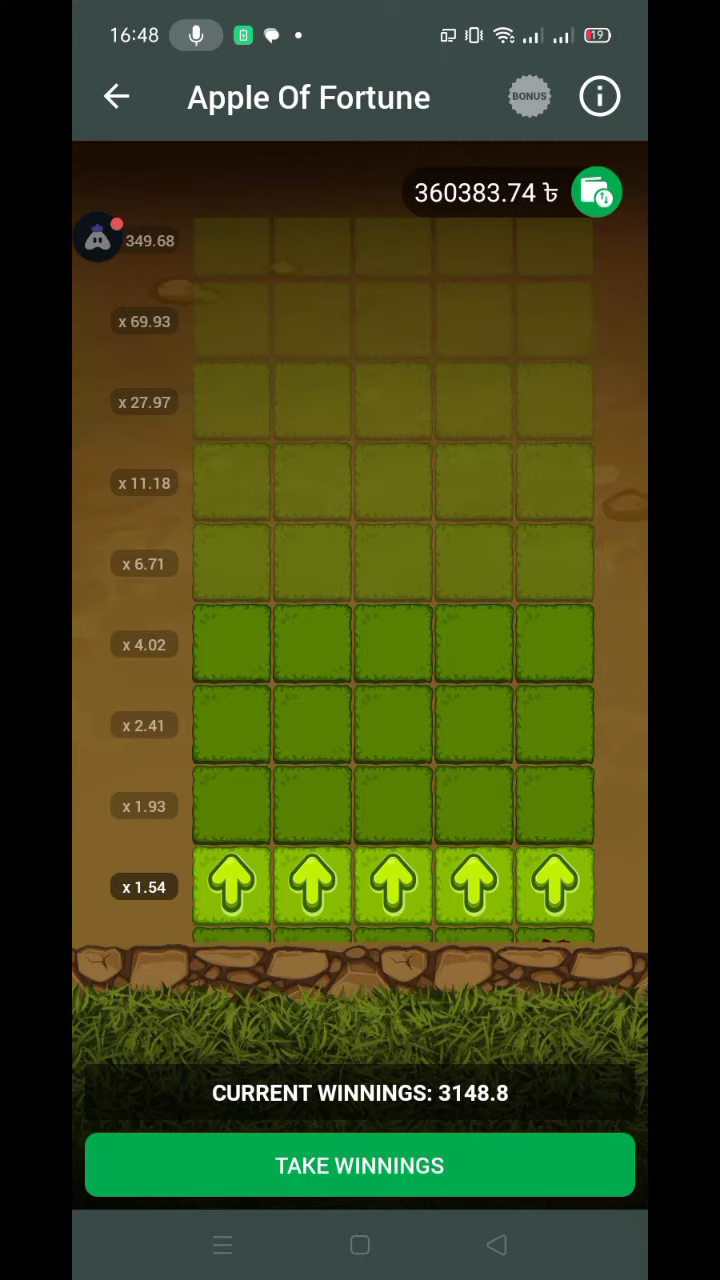 16:48
19
Apple Of Fortune
BONUS
360383.74 ৳
349.68
x 69.93
x 27.97
x 11.18
x 6.71
x 4.02
x 2.41
x 1.93
x 1.54
CURRENT WINNINGS: 3148.8
TAKE WINNINGS